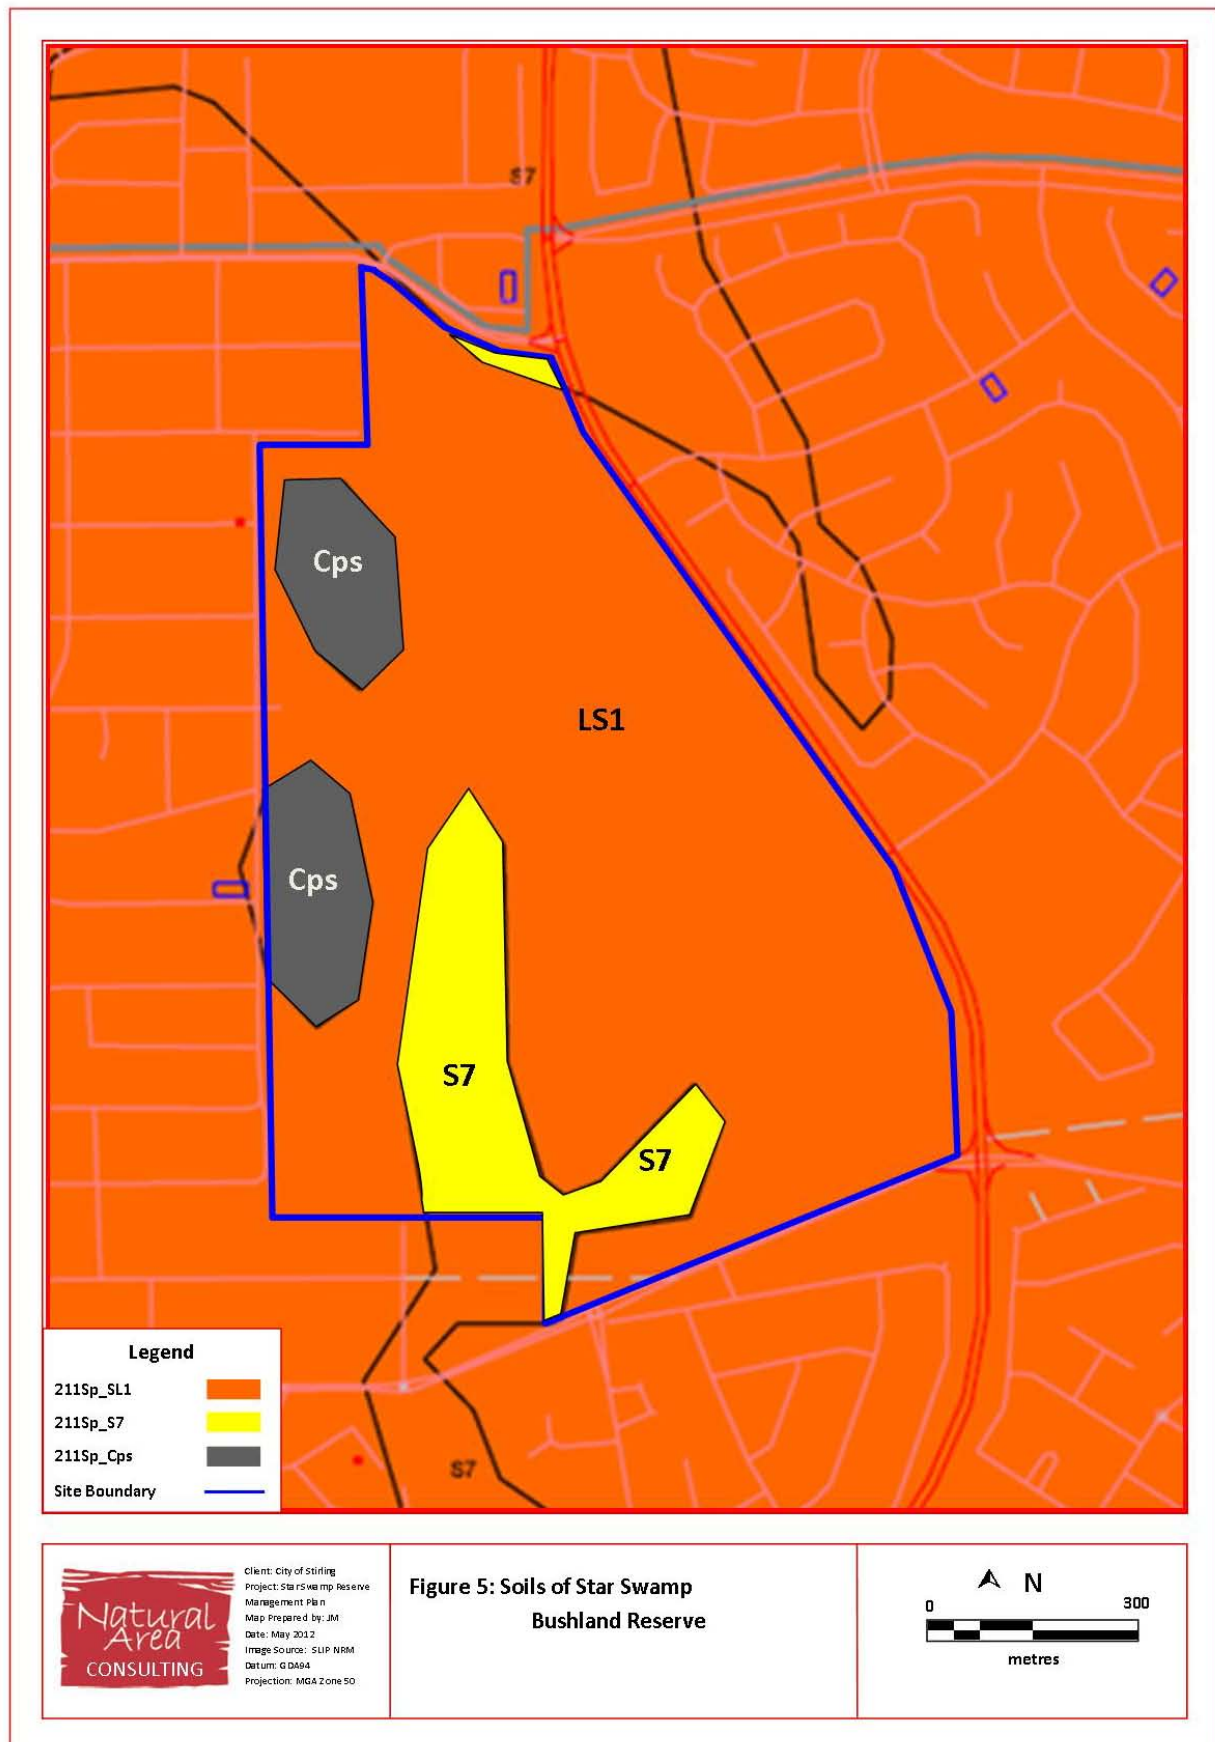 S7
Cps
LS1
Cps
S7
S7
S7
Legend
211Sp_SL1
211Sp_S7
211Sp_Cps
Site Boundary
Natural
Area
CONSULTING
Client: City of Stirling
Project: Star Swamp Reserve
Management Plan
Map Prepared by: JM
Date: May 2012
Image Source: SLIP NRM
Datum: GDA94
Projection: MGA Zone 50
Figure 5: Soils of Star Swamp
Bushland Reserve
N
0 300
metres